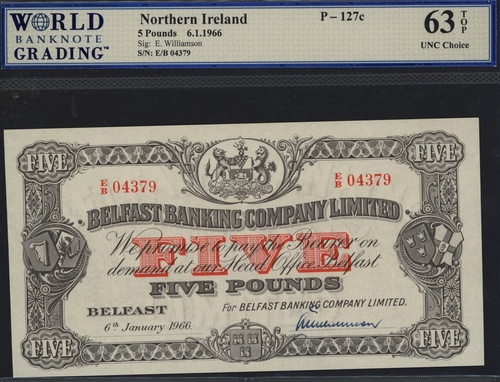 WORLD
BANKNOTE
GRADING™
Northern Ireland
P - 127c
5 Pounds 6.1.1966
Sig: E. Williamson
S/N: E/B 04379
63 TOP
UNC Choice
FIVE
FIVE
E/B 04379
E/B 04379
BELFAST BANKING COMPANY LIMITED
FIVE
We promise to pay the Bearer on
demand at our Head Office Belfast
FIVE POUNDS
For BELFAST BANKING COMPANY LIMITED.
BELFAST
6th January 1966.
FIVE
FIVE